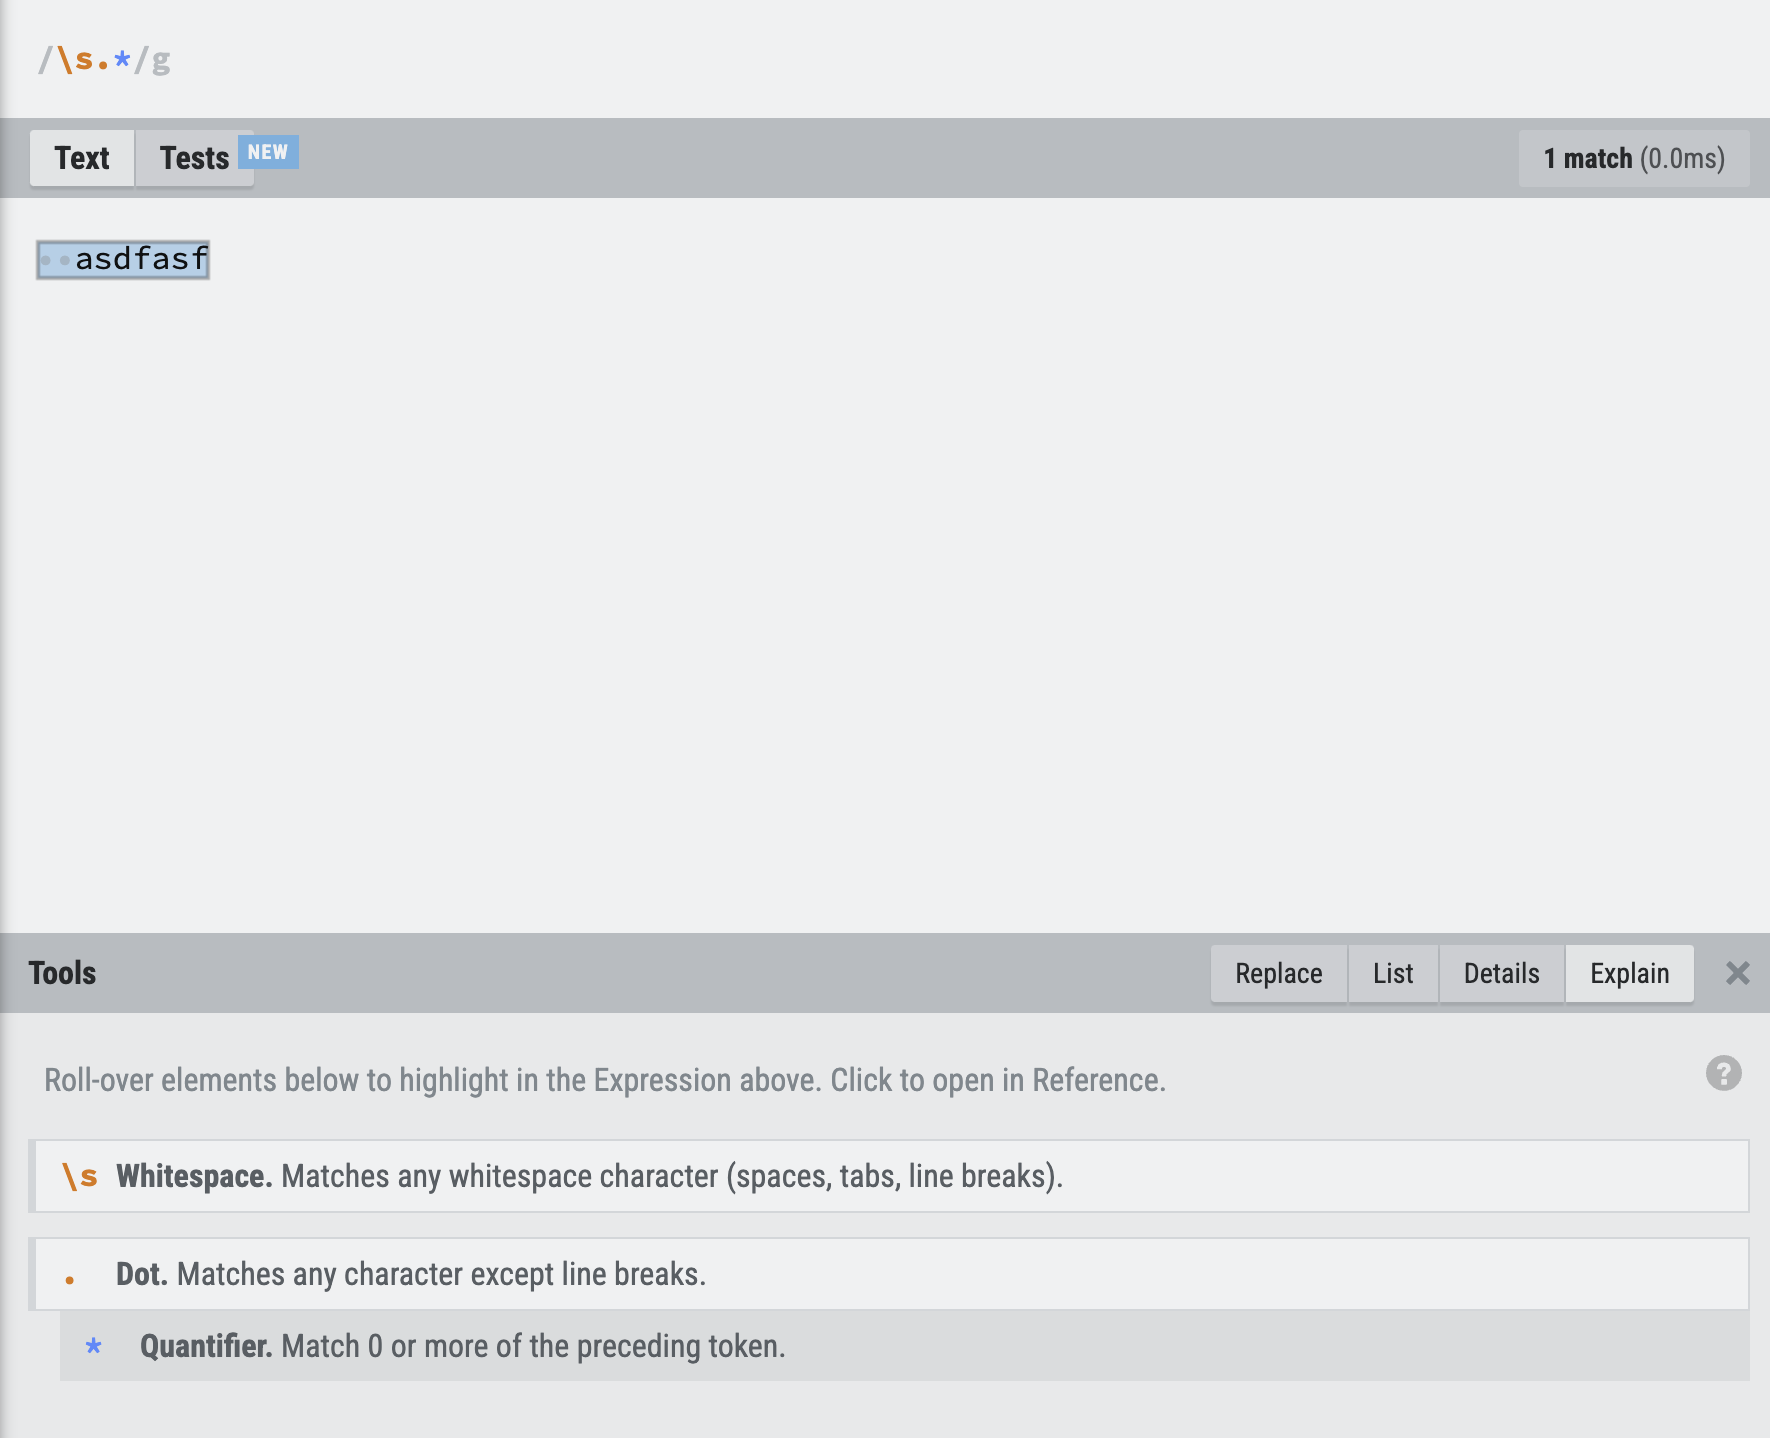 /\s.*/g
Text Tests NEW 1 match (0.0ms)
••asdfasf
Tools Replace List Details Explain ×
Roll-over elements below to highlight in the Expression above. Click to open in Reference. ?
\s Whitespace. Matches any whitespace character (spaces, tabs, line breaks).
. Dot. Matches any character except line breaks.
* Quantifier. Match 0 or more of the preceding token.